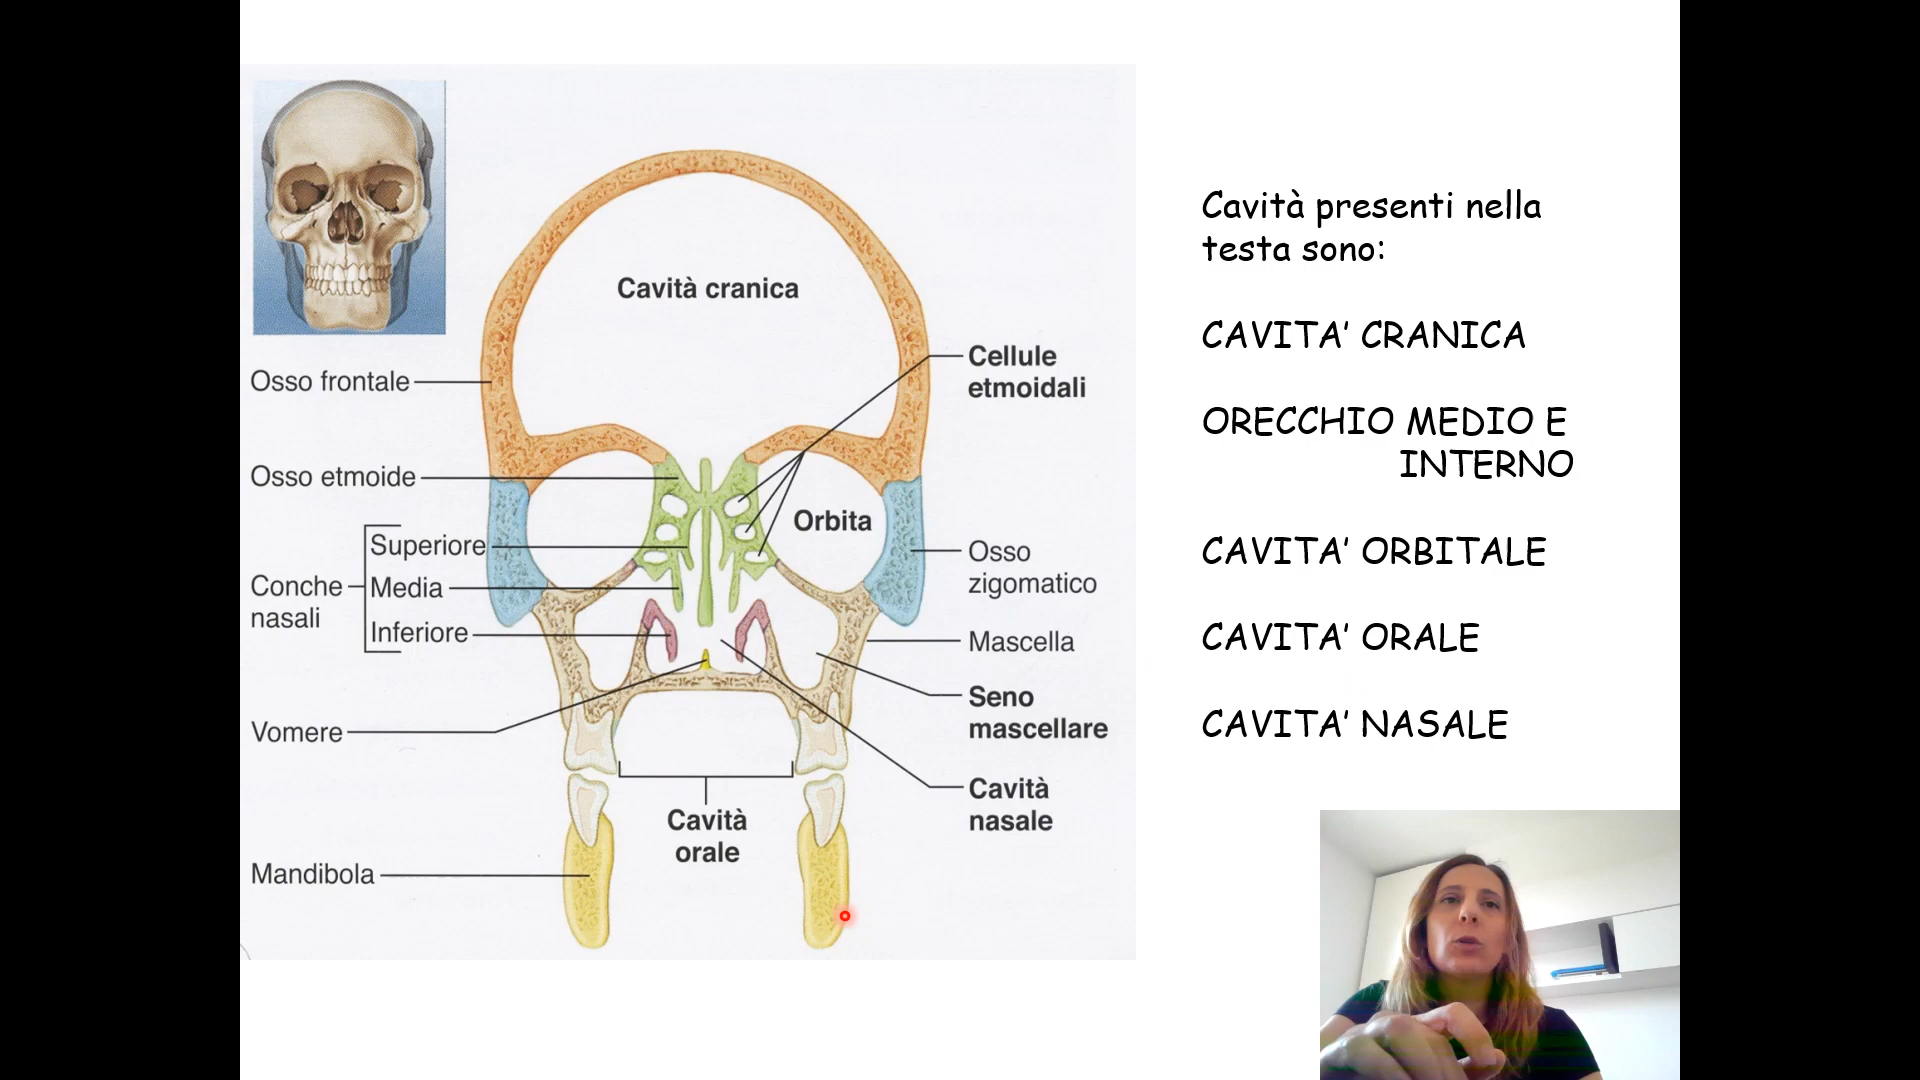 Cavità cranica
Osso frontale
Osso etmoide
Conche
nasali
Superiore
Media
Inferiore
Vomere
Mandibola
Cellule
etmoidali
Orbita
Osso
zigomatico
Mascella
Seno
mascellare
Cavità
nasale
Cavità
orale
Cavità presenti nella
testa sono:
CAVITA' CRANICA
ORECCHIO MEDIO E
INTERNO
CAVITA' ORBITALE
CAVITA' ORALE
CAVITA' NASALE